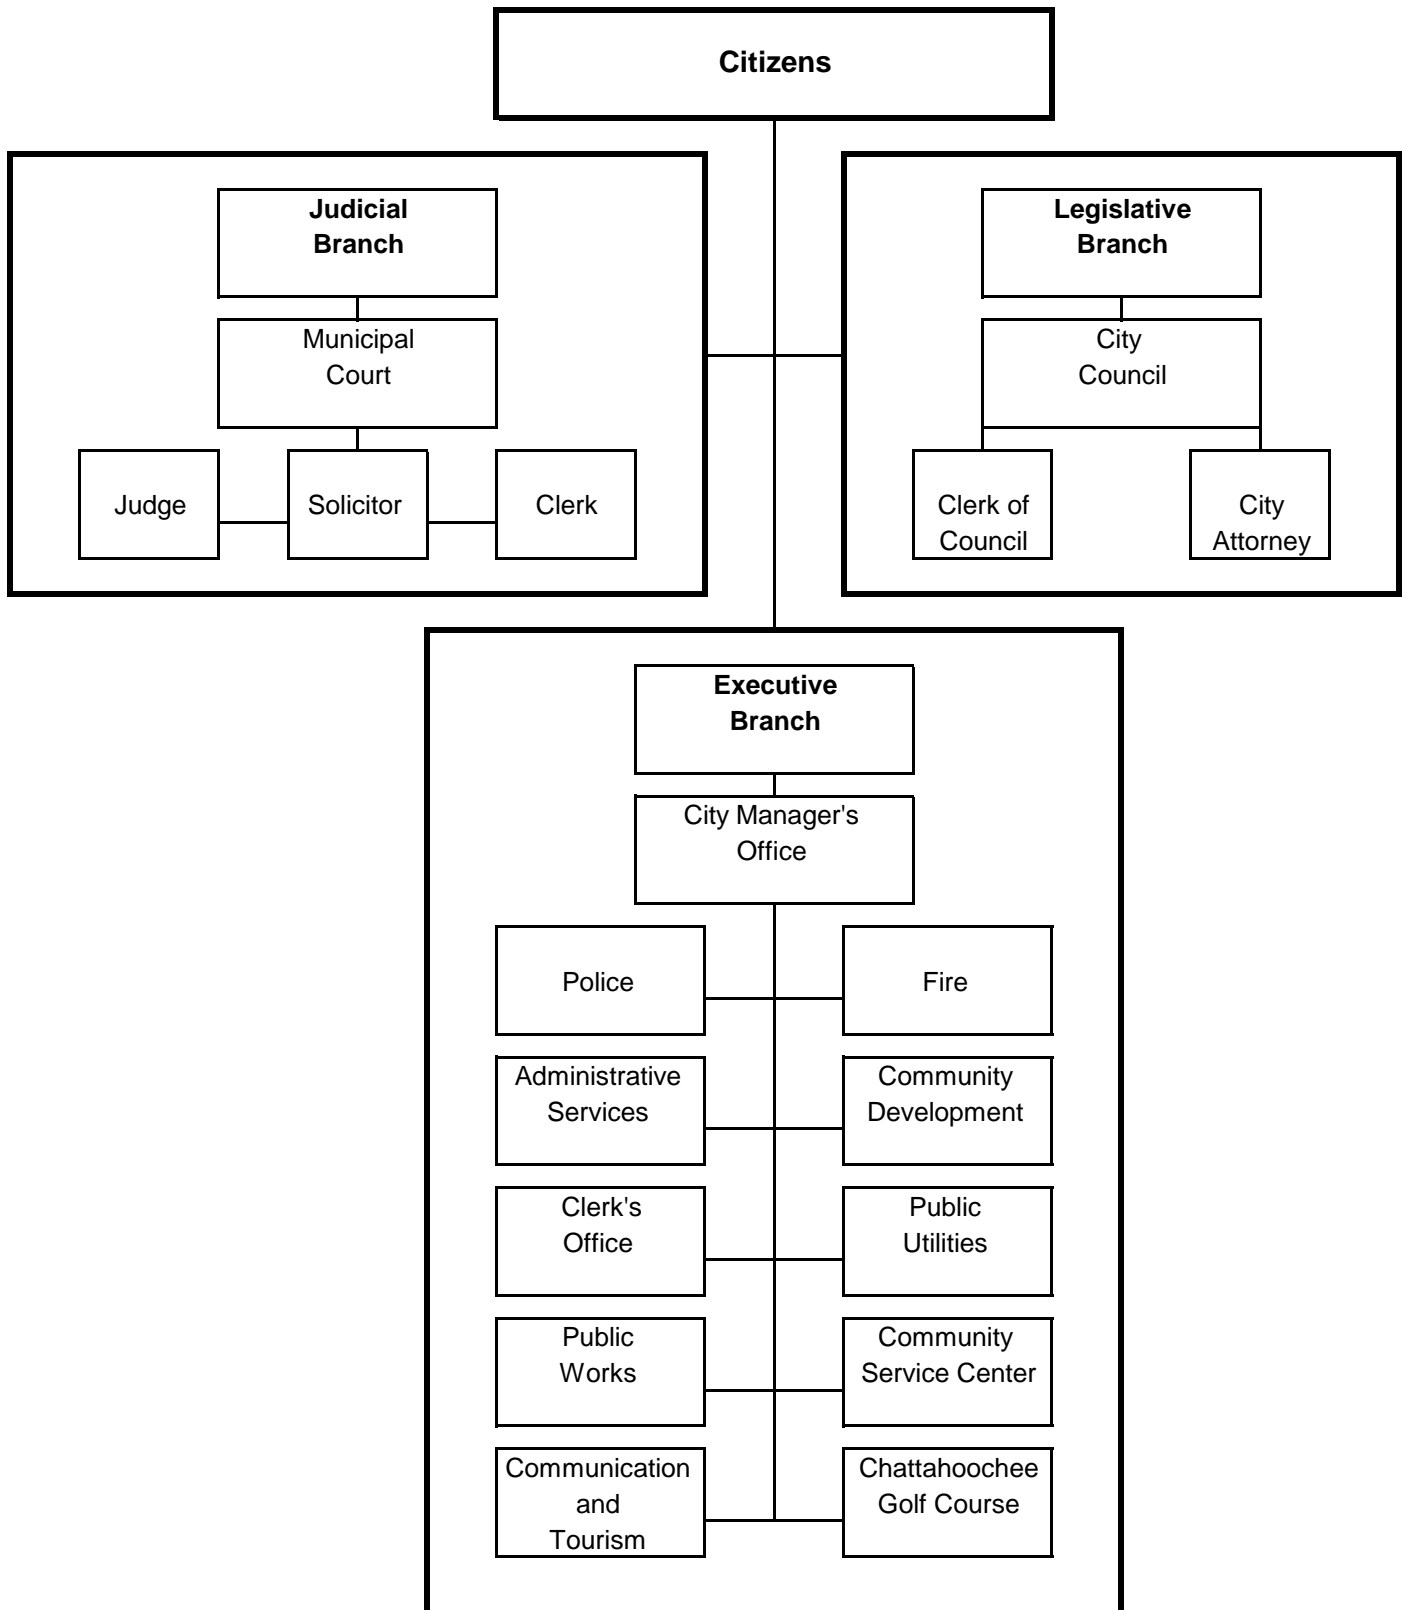 Citizens
Judicial
Branch
Municipal
Court
Judge
Solicitor
Clerk
Legislative
Branch
City
Council
Clerk of
Council
City
Attorney
Executive
Branch
City Manager's
Office
Police
Fire
Administrative
Services
Community
Development
Clerk's
Office
Public
Utilities
Public
Works
Community
Service Center
Communication
and
Tourism
Chattahoochee
Golf Course